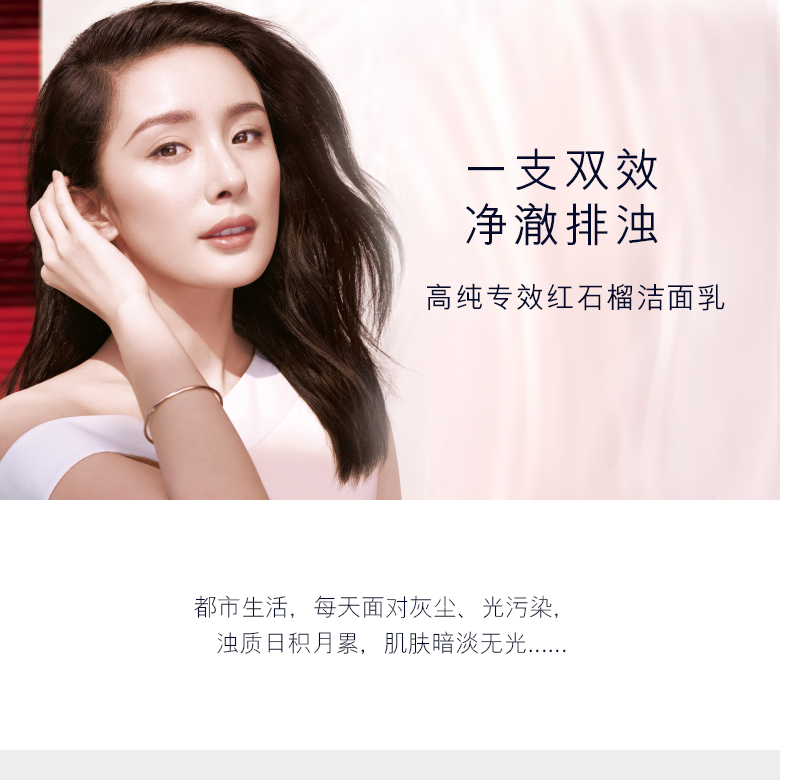 一支双效
净澈排浊
高纯专效红石榴洁面乳
都市生活，每天面对灰尘、光污染，
浊质日积月累，肌肤暗淡无光......